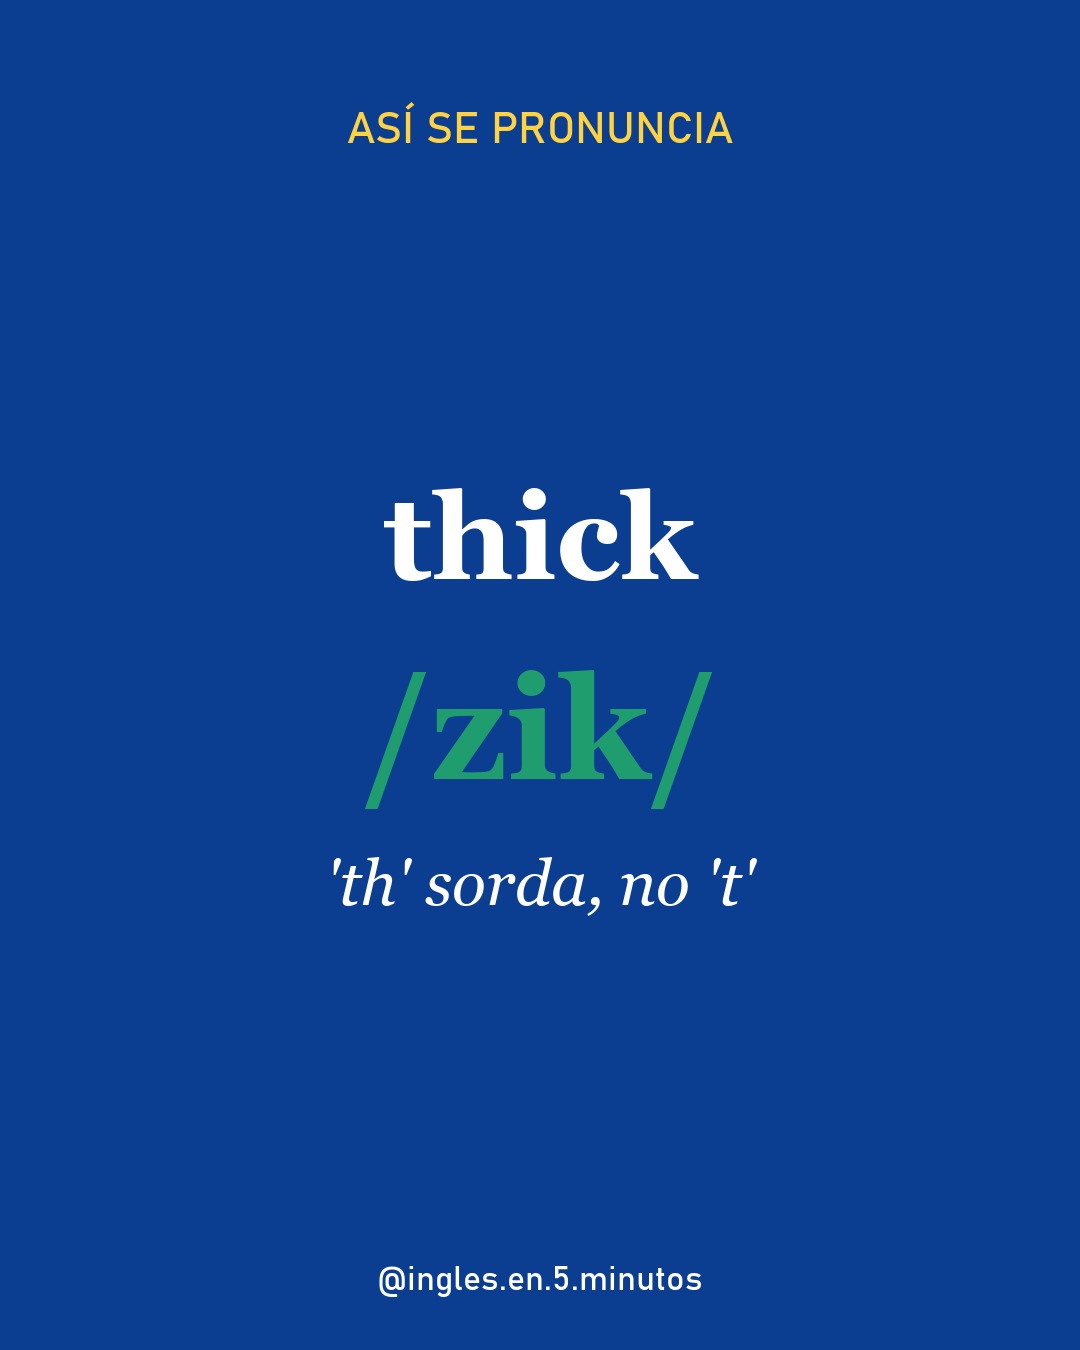 ASÍ SE PRONUNCIA
thick
/zik/
'th' sorda, no 't'
@ingles.en.5.minutos